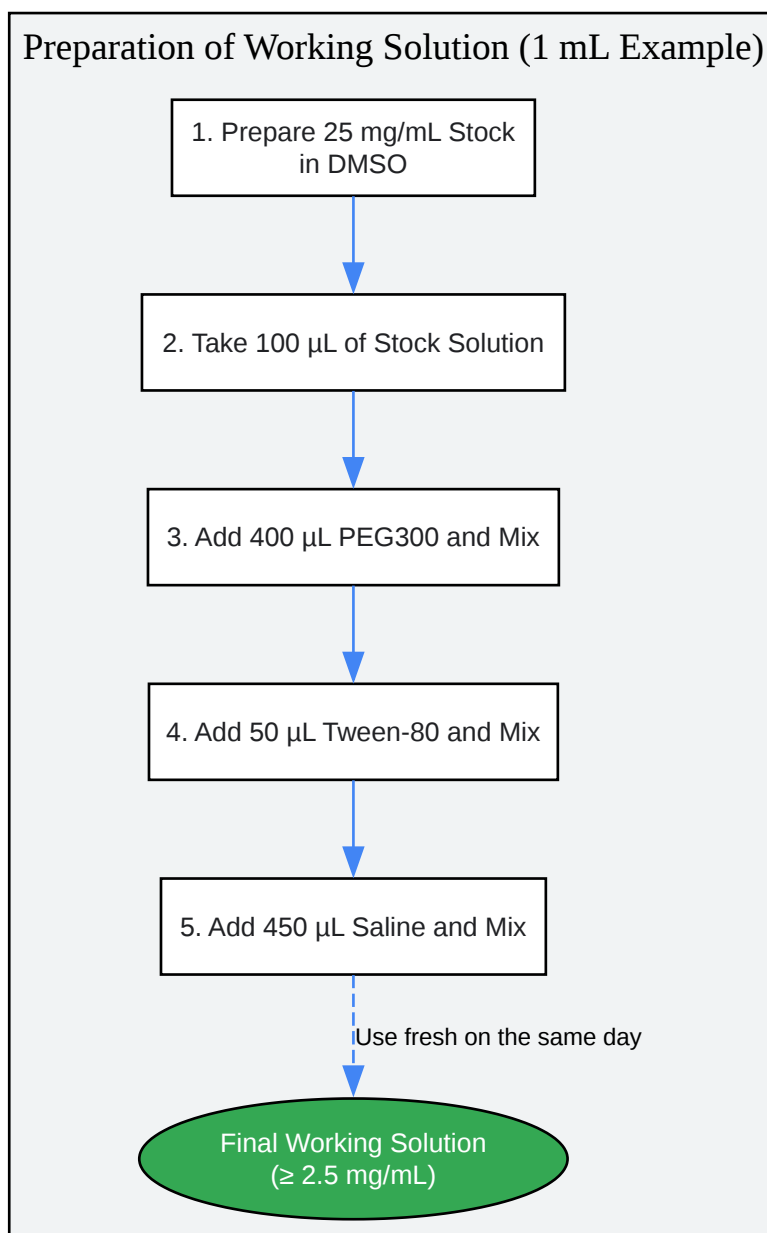 Preparation of Working Solution (1 mL Example)
1. Prepare 25 mg/mL Stock
in DMSO
2. Take 100 µL of Stock Solution
3. Add 400 µL PEG300 and Mix
4. Add 50 µL Tween-80 and Mix
5. Add 450 µL Saline and Mix
Use fresh on the same day
Final Working Solution
(≥ 2.5 mg/mL)